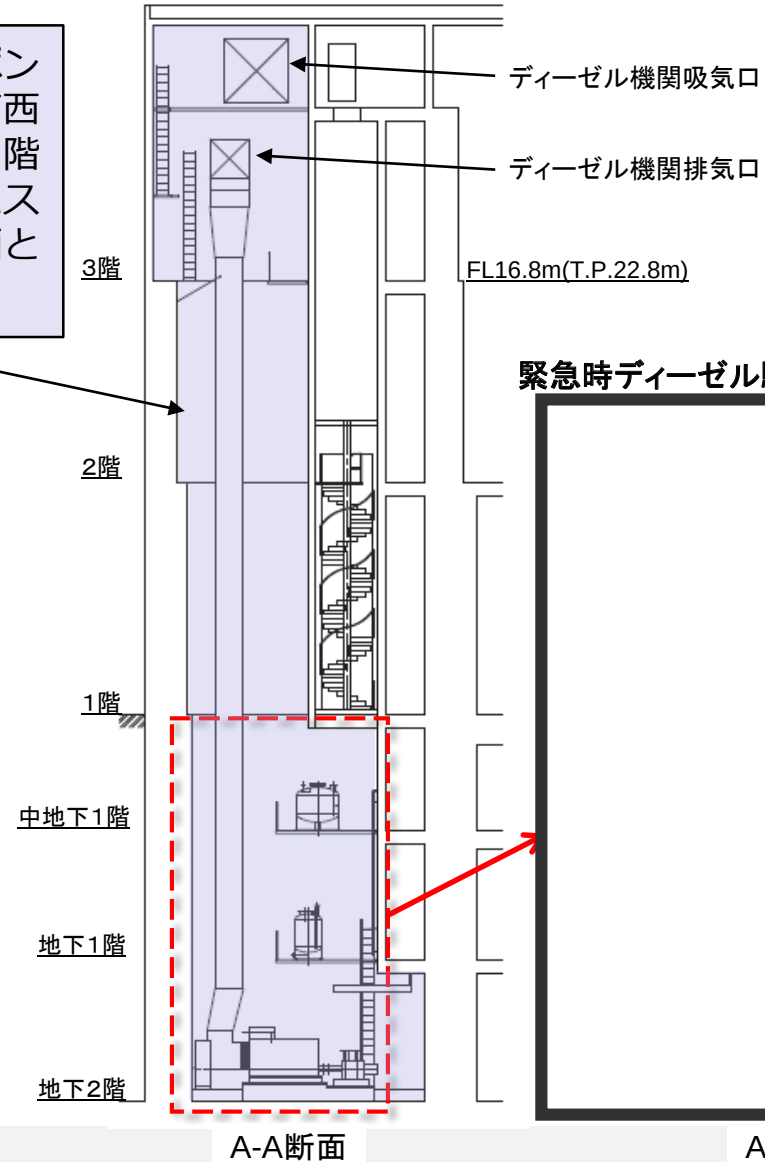 ディーゼル機関吸気口
ディーゼル機関排気口
3階
FL16.8m(T.P.22.8m)
緊急時ディーゼル
2階
1階
中地下1階
地下1階
地下2階
A-A断面
A